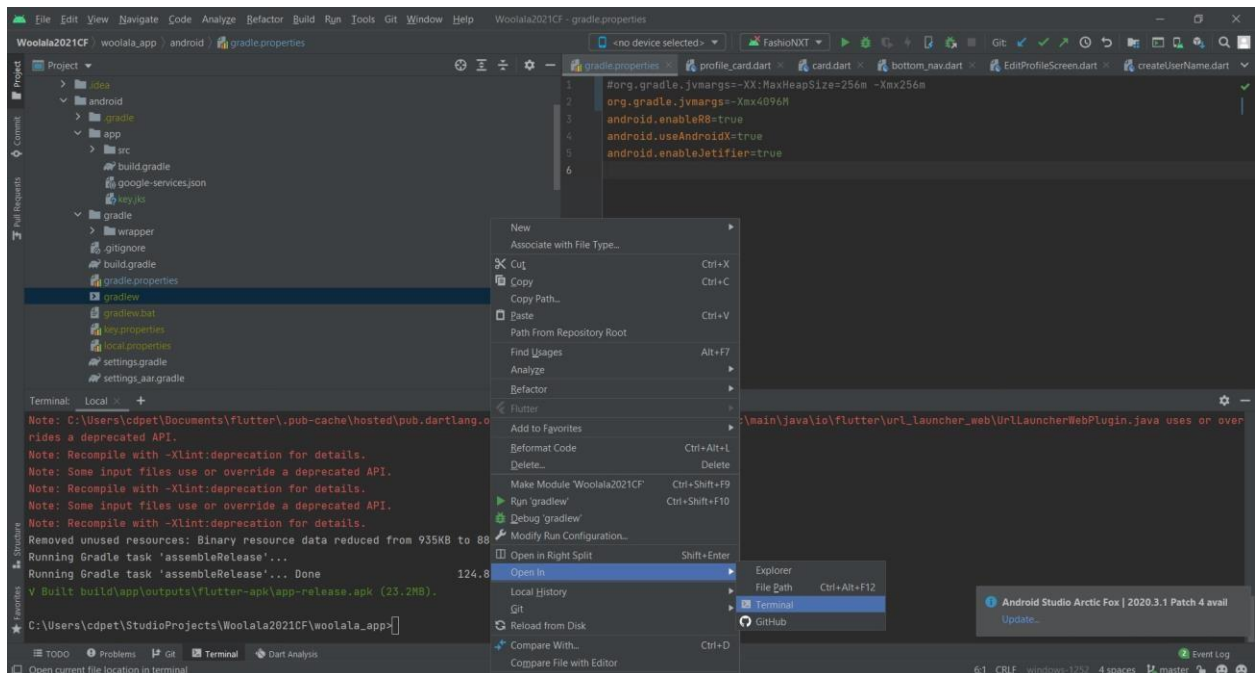 File Edit View Navigate Code Analyze Refactor Build Run Tools Git Window Help Woolala2021CF - gradle.properties
Woolala2021CF woolala_app android gradle.properties <no device selected> FashioNXT Git:
Project
gradle.properties profile_card.dart card.dart bottom_nav.dart EditProfileScreen.dart createUserName.dart
Project
Commit
Pull Requests
Structure
Favorites
.idea
android
.gradle
app
src
build.gradle
google-services.json
key.jks
gradle
wrapper
.gitignore
build.gradle
gradle.properties
gradlew
gradlew.bat
key.properties
local.properties
settings.gradle
settings_aar.gradle
1 #org.gradle.jvmargs=-XX:MaxHeapSize=256m -Xmx256m
2 org.gradle.jvmargs=-Xmx4096M
3 android.enableR8=true
4 android.useAndroidX=true
5 android.enableJetifier=true
6
New
Associate with File Type...
Cut Ctrl+X
Copy Ctrl+C
Copy Path...
Paste Ctrl+V
Path From Repository Root
Find Usages Alt+F7
Analyze
Refactor
Flutter
Add to Favorites
Reformat Code Ctrl+Alt+L
Delete... Delete
Make Module 'Woolala2021CF' Ctrl+Shift+F9
Run 'gradlew' Ctrl+Shift+F10
Debug 'gradlew'
Modify Run Configuration...
Open in Right Split Shift+Enter
Open In
Local History
Git
Reload from Disk
Compare With... Ctrl+D
Compare File with Editor
Explorer
File Path Ctrl+Alt+F12
Terminal
GitHub
Terminal: Local +
Note: C:\Users\cdpet\Documents\flutter\.pub-cache\hosted\pub.dartlang.o :\main\java\io\flutter\url_launcher_web\UrlLauncherWebPlugin.java uses or over
rides a deprecated API.
Note: Recompile with -Xlint:deprecation for details.
Note: Some input files use or override a deprecated API.
Note: Recompile with -Xlint:deprecation for details.
Note: Some input files use or override a deprecated API.
Note: Recompile with -Xlint:deprecation for details.
Removed unused resources: Binary resource data reduced from 935KB to 88
Running Gradle task 'assembleRelease'...
Running Gradle task 'assembleRelease'... Done 124.8
√ Built build\app\outputs\flutter-apk\app-release.apk (23.2MB).
C:\Users\cdpet\StudioProjects\Woolala2021CF\woolala_app>
Android Studio Arctic Fox | 2020.3.1 Patch 4 avail
Update...
TODO Problems Git Terminal Dart Analysis 2 Event Log
Open current file location in terminal 6:1 CRLF windows-1252 4 spaces master